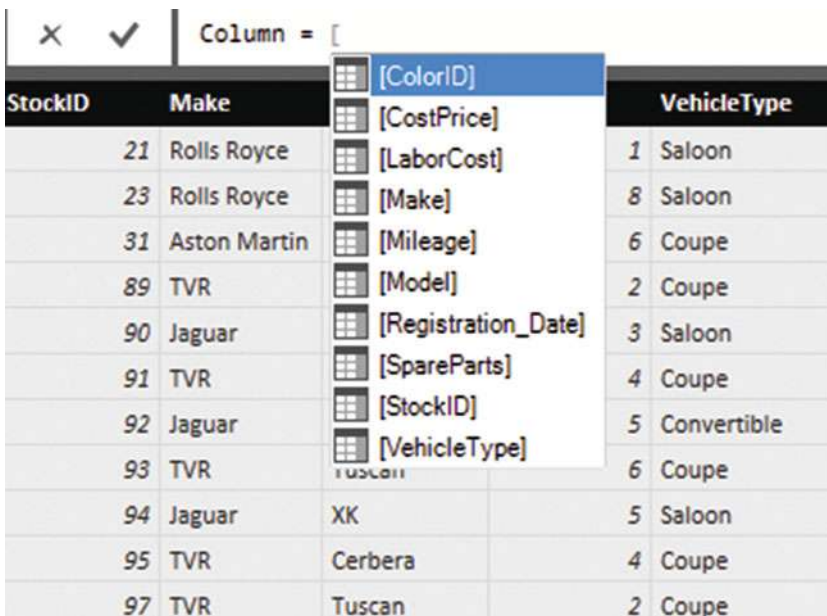 Column = [
[ColorID]
[CostPrice]
[LaborCost]
[Make]
[Mileage]
[Model]
[Registration_Date]
[SpareParts]
[StockID]
[VehicleType]
StockID Make VehicleType
21 Rolls Royce 1 Saloon
23 Rolls Royce 8 Saloon
31 Aston Martin 6 Coupe
89 TVR 2 Coupe
90 Jaguar 3 Saloon
91 TVR 4 Coupe
92 Jaguar 5 Convertible
93 TVR Tuscan 6 Coupe
94 Jaguar XK 5 Saloon
95 TVR Cerbera 4 Coupe
97 TVR Tuscan 2 Coupe